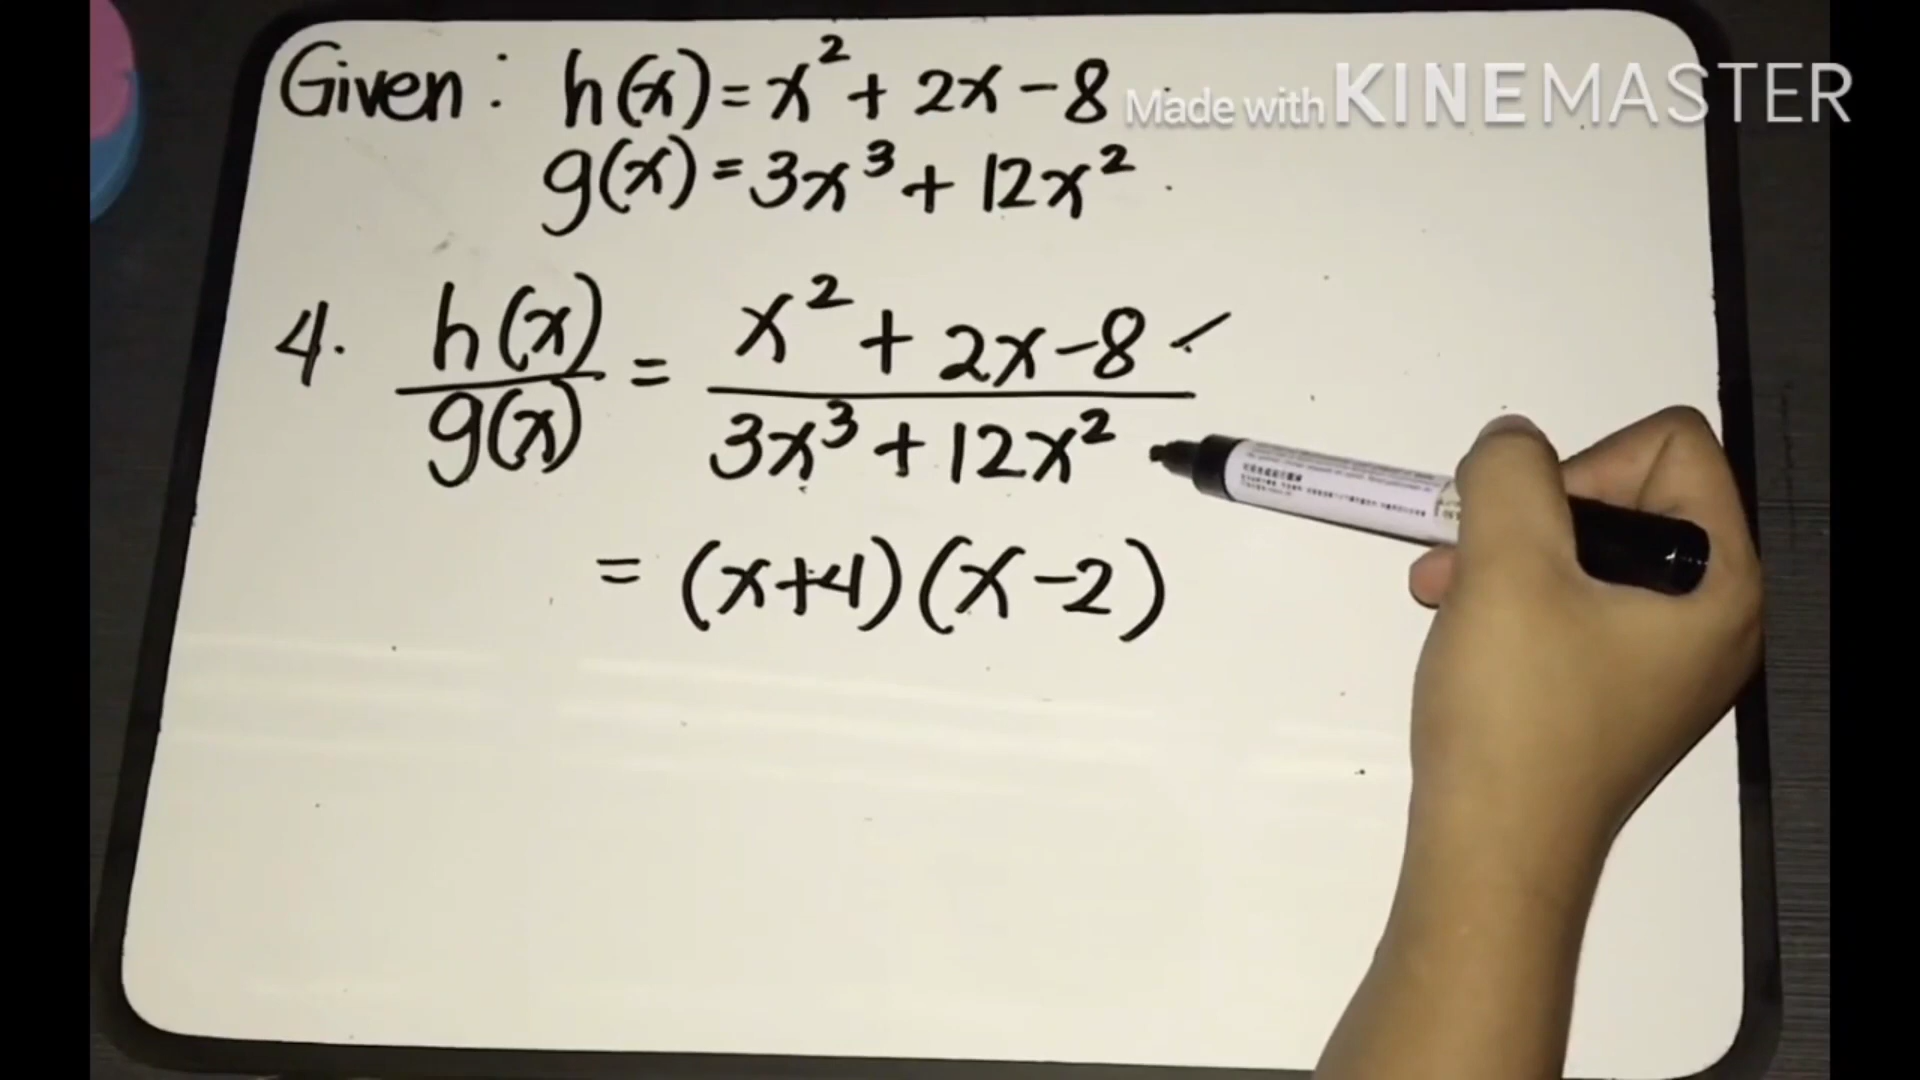 Given: h(x) = x² + 2x - 8
Made with KINEMASTER
g(x) = 3x³ + 12x²
4. h(x)/g(x) = x² + 2x - 8 / 3x³ + 12x²
= (x+4)(x-2)